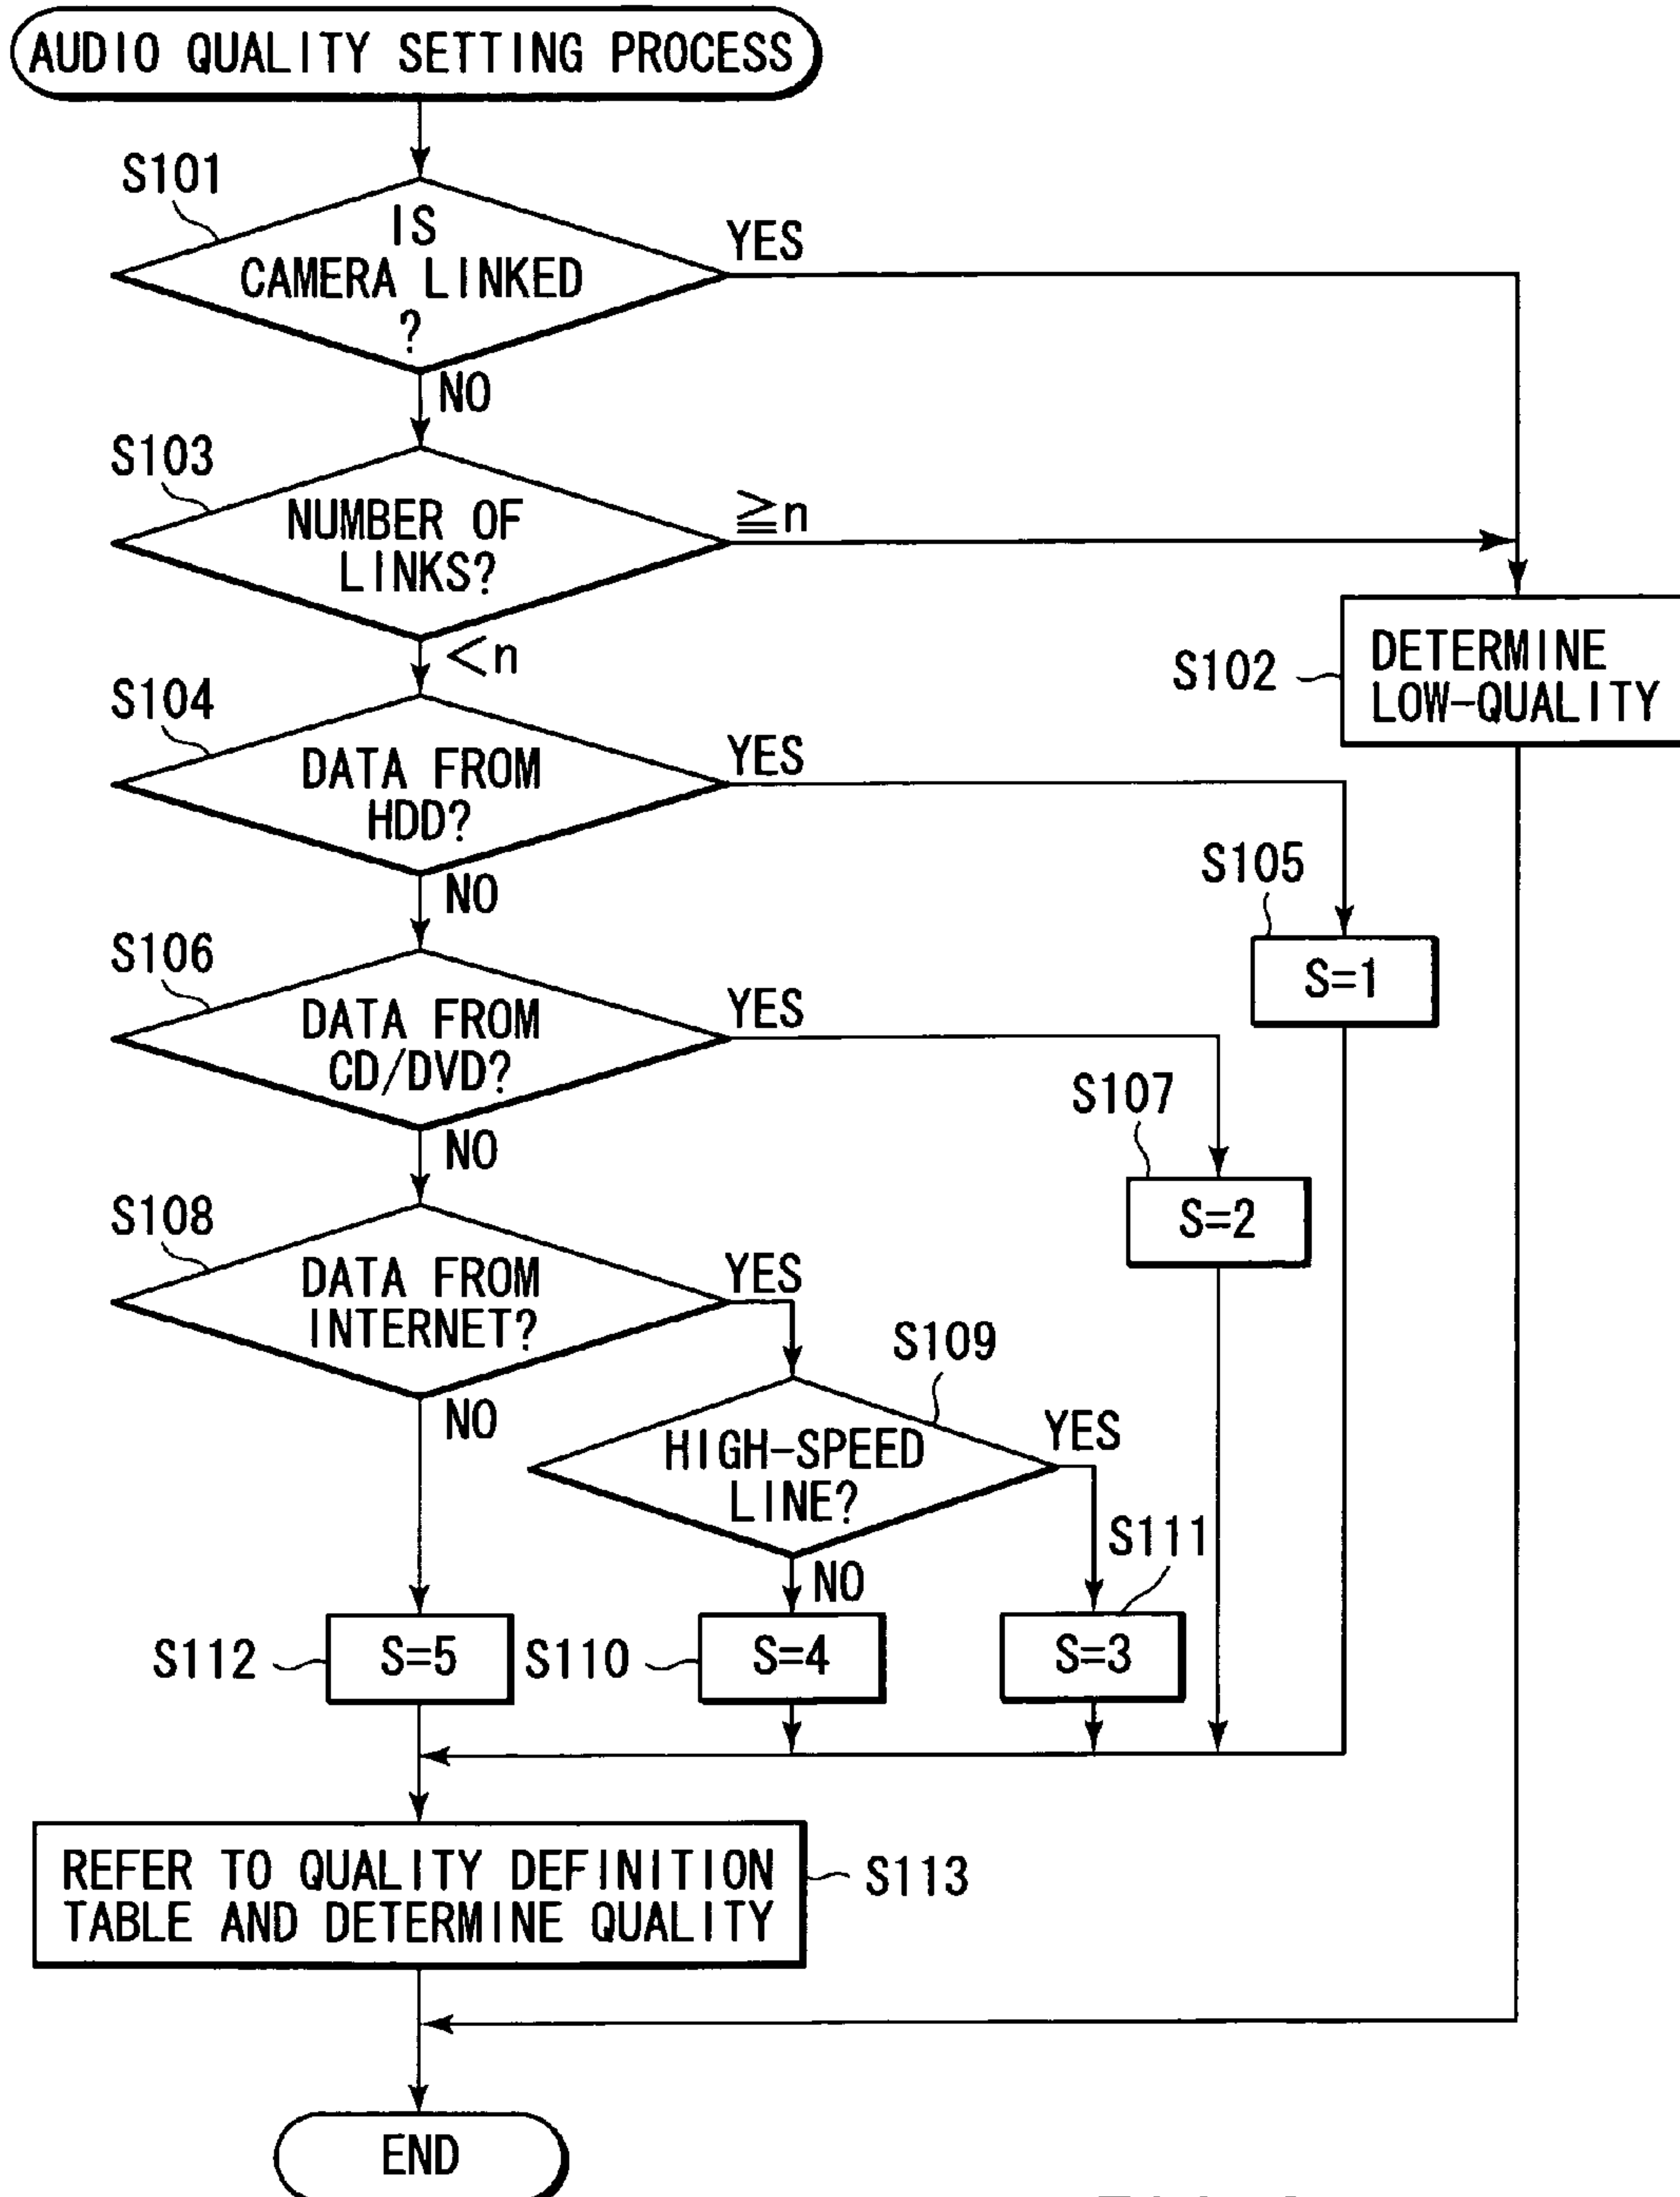 AUDIO QUALITY SETTING PROCESS
S101
IS
CAMERA LINKED
?
YES
NO
S103
NUMBER OF
LINKS?
≧n
<n
S102
DETERMINE
LOW-QUALITY
S104
DATA FROM
HDD?
YES
NO
S105
S=1
S106
DATA FROM
CD/DVD?
YES
NO
S107
S=2
S108
DATA FROM
INTERNET?
YES
NO
S109
HIGH-SPEED
LINE?
YES
NO
S111
S112
S=5
S110
S=4
S=3
REFER TO QUALITY DEFINITION
TABLE AND DETERMINE QUALITY
S113
END